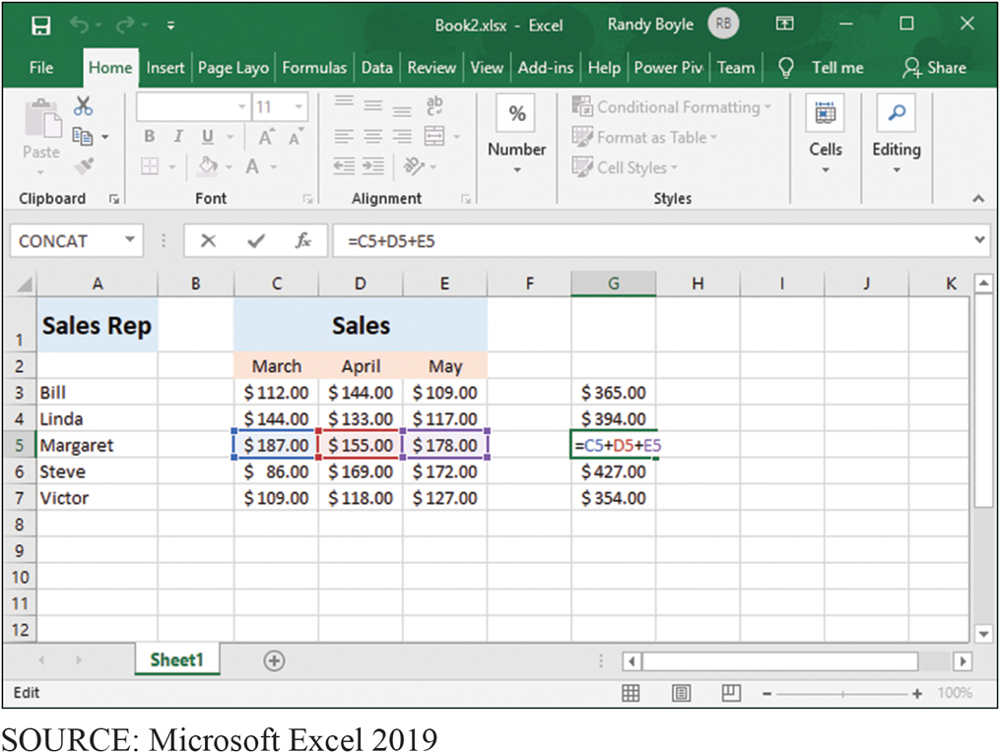 Book2.xlsx - Excel Randy Boyle RB
File Home Insert Page Layo Formulas Data Review View Add-ins Help Power Piv Team Tell me Share
11 ab c
Paste B I U A A A % Number Conditional Formatting Format as Table Cell Styles Cells Editing
Clipboard Font Alignment Styles
CONCAT fx =C5+D5+E5
A B C D E F G H I J K
1 Sales Rep Sales
2 March April May
3 Bill $ 112.00 $ 144.00 $ 109.00 $ 365.00
4 Linda $ 144.00 $ 133.00 $ 117.00 $ 394.00
5 Margaret $ 187.00 $ 155.00 $ 178.00 =C5+D5+E5
6 Steve $ 86.00 $ 169.00 $ 172.00 $ 427.00
7 Victor $ 109.00 $ 118.00 $ 127.00 $ 354.00
8
9
10
11
12
Sheet1
Edit 100%
SOURCE: Microsoft Excel 2019